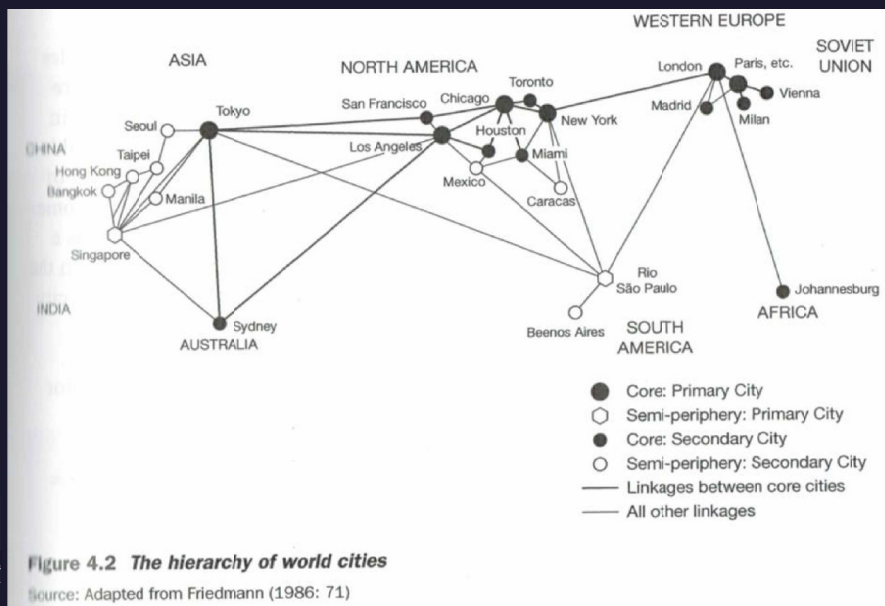 WESTERN EUROPE
SOVIET
UNION
ASIA
NORTH AMERICA
London
Paris, etc.
Toronto
Chicago
San Francisco
Tokyo
Vienna
Madrid
Milan
New York
Seoul
Houston
Los Angeles
CHINA
Taipei
Miami
Hong Kong
Mexico
Bangkok
Manila
Caracas
Singapore
Rio
São Paulo
Johannesburg
INDIA
AFRICA
Sydney
Beenos Aires
SOUTH
AMERICA
AUSTRALIA
Core: Primary City
Semi-periphery: Primary City
Core: Secondary City
Semi-periphery: Secondary City
Linkages between core cities
All other linkages
Figure 4.2 The hierarchy of world cities
Source: Adapted from Friedmann (1986: 71)